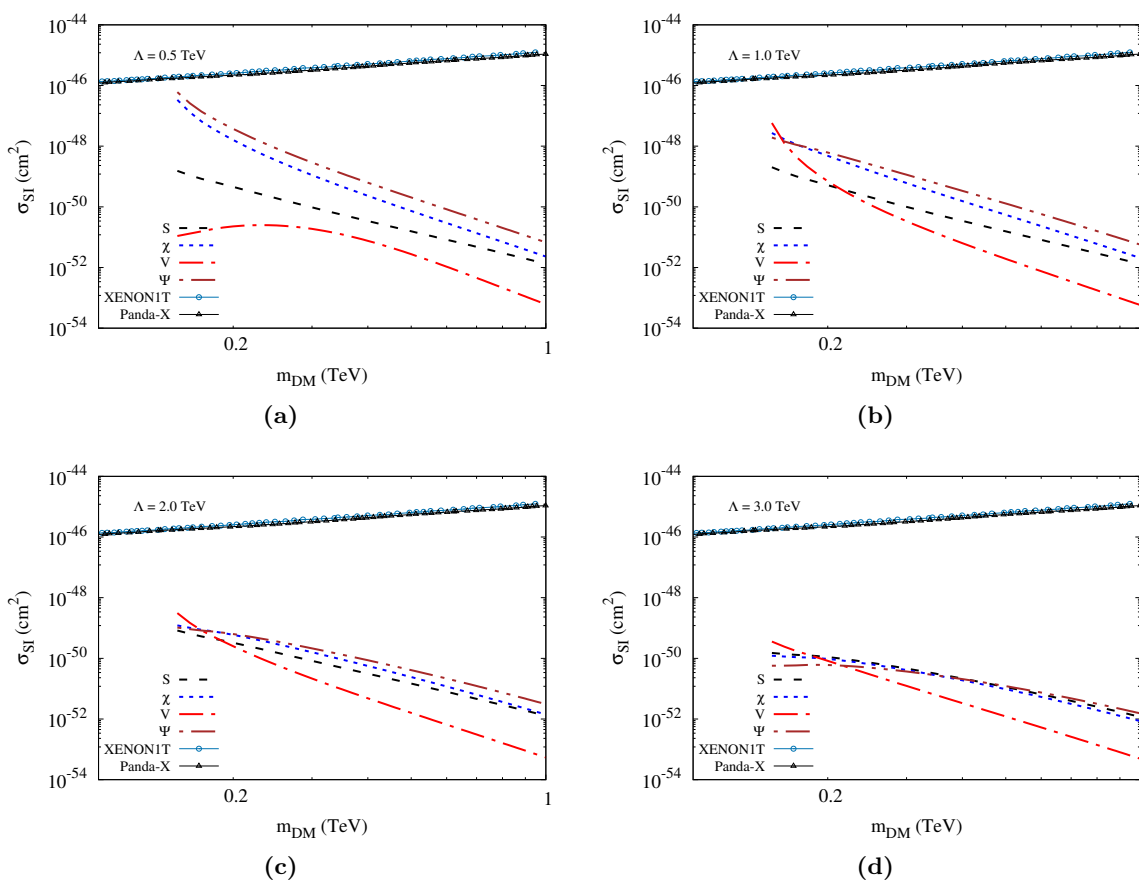 10^-44
10^-46
10^-48
10^-50
10^-52
10^-54
σ_SI (cm^2)
Λ = 0.5 TeV
S
χ
V
Ψ
XENON1T
Panda-X
0.2
1
m_DM (TeV)
(a)
10^-44
10^-46
10^-48
10^-50
10^-52
10^-54
σ_SI (cm^2)
Λ = 1.0 TeV
S
χ
V
Ψ
XENON1T
Panda-X
0.2
m_DM (TeV)
(b)
10^-44
10^-46
10^-48
10^-50
10^-52
10^-54
σ_SI (cm^2)
Λ = 2.0 TeV
S
χ
V
Ψ
XENON1T
Panda-X
0.2
1
m_DM (TeV)
(c)
10^-44
10^-46
10^-48
10^-50
10^-52
10^-54
σ_SI (cm^2)
Λ = 3.0 TeV
S
χ
V
Ψ
XENON1T
Panda-X
0.2
m_DM (TeV)
(d)